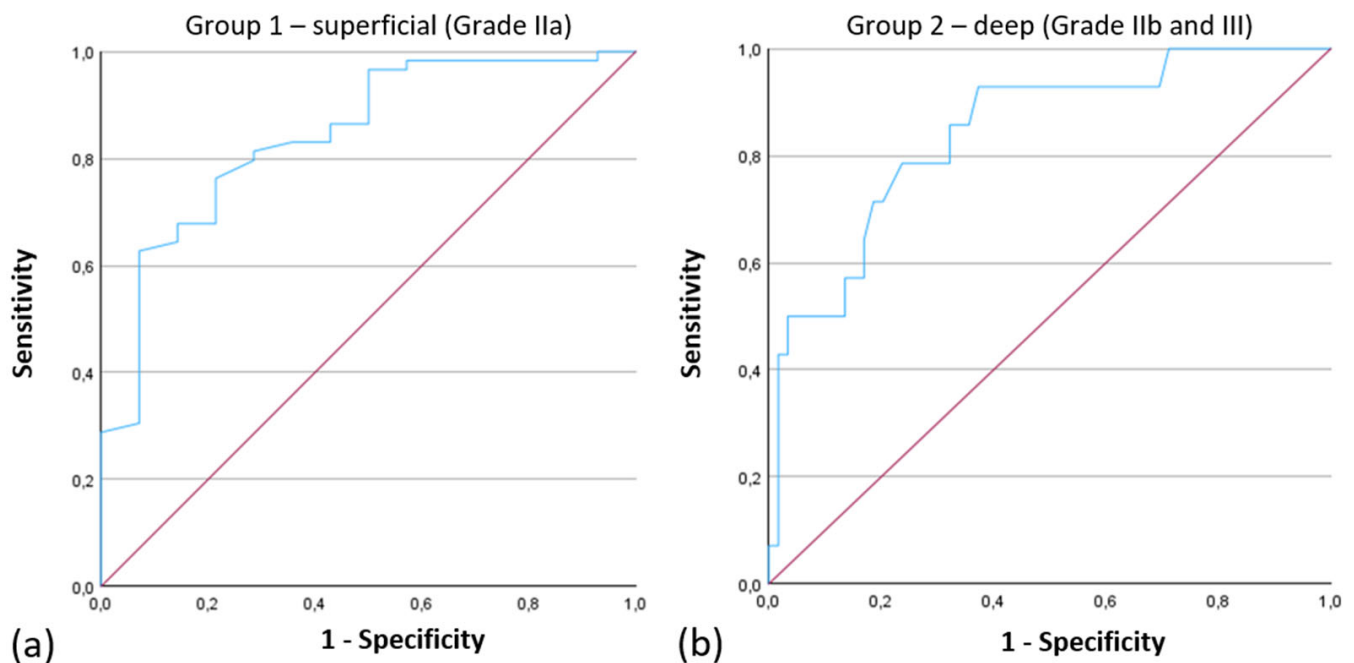 Group 1 – superficial (Grade IIa)
1,0
0,8
0,6
0,4
0,2
0,0
Sensitivity
0,0 0,2 0,4 0,6 0,8 1,0
1 - Specificity
(a)
Group 2 – deep (Grade IIb and III)
1,0
0,8
0,6
0,4
0,2
0,0
Sensitivity
0,0 0,2 0,4 0,6 0,8 1,0
1 - Specificity
(b)